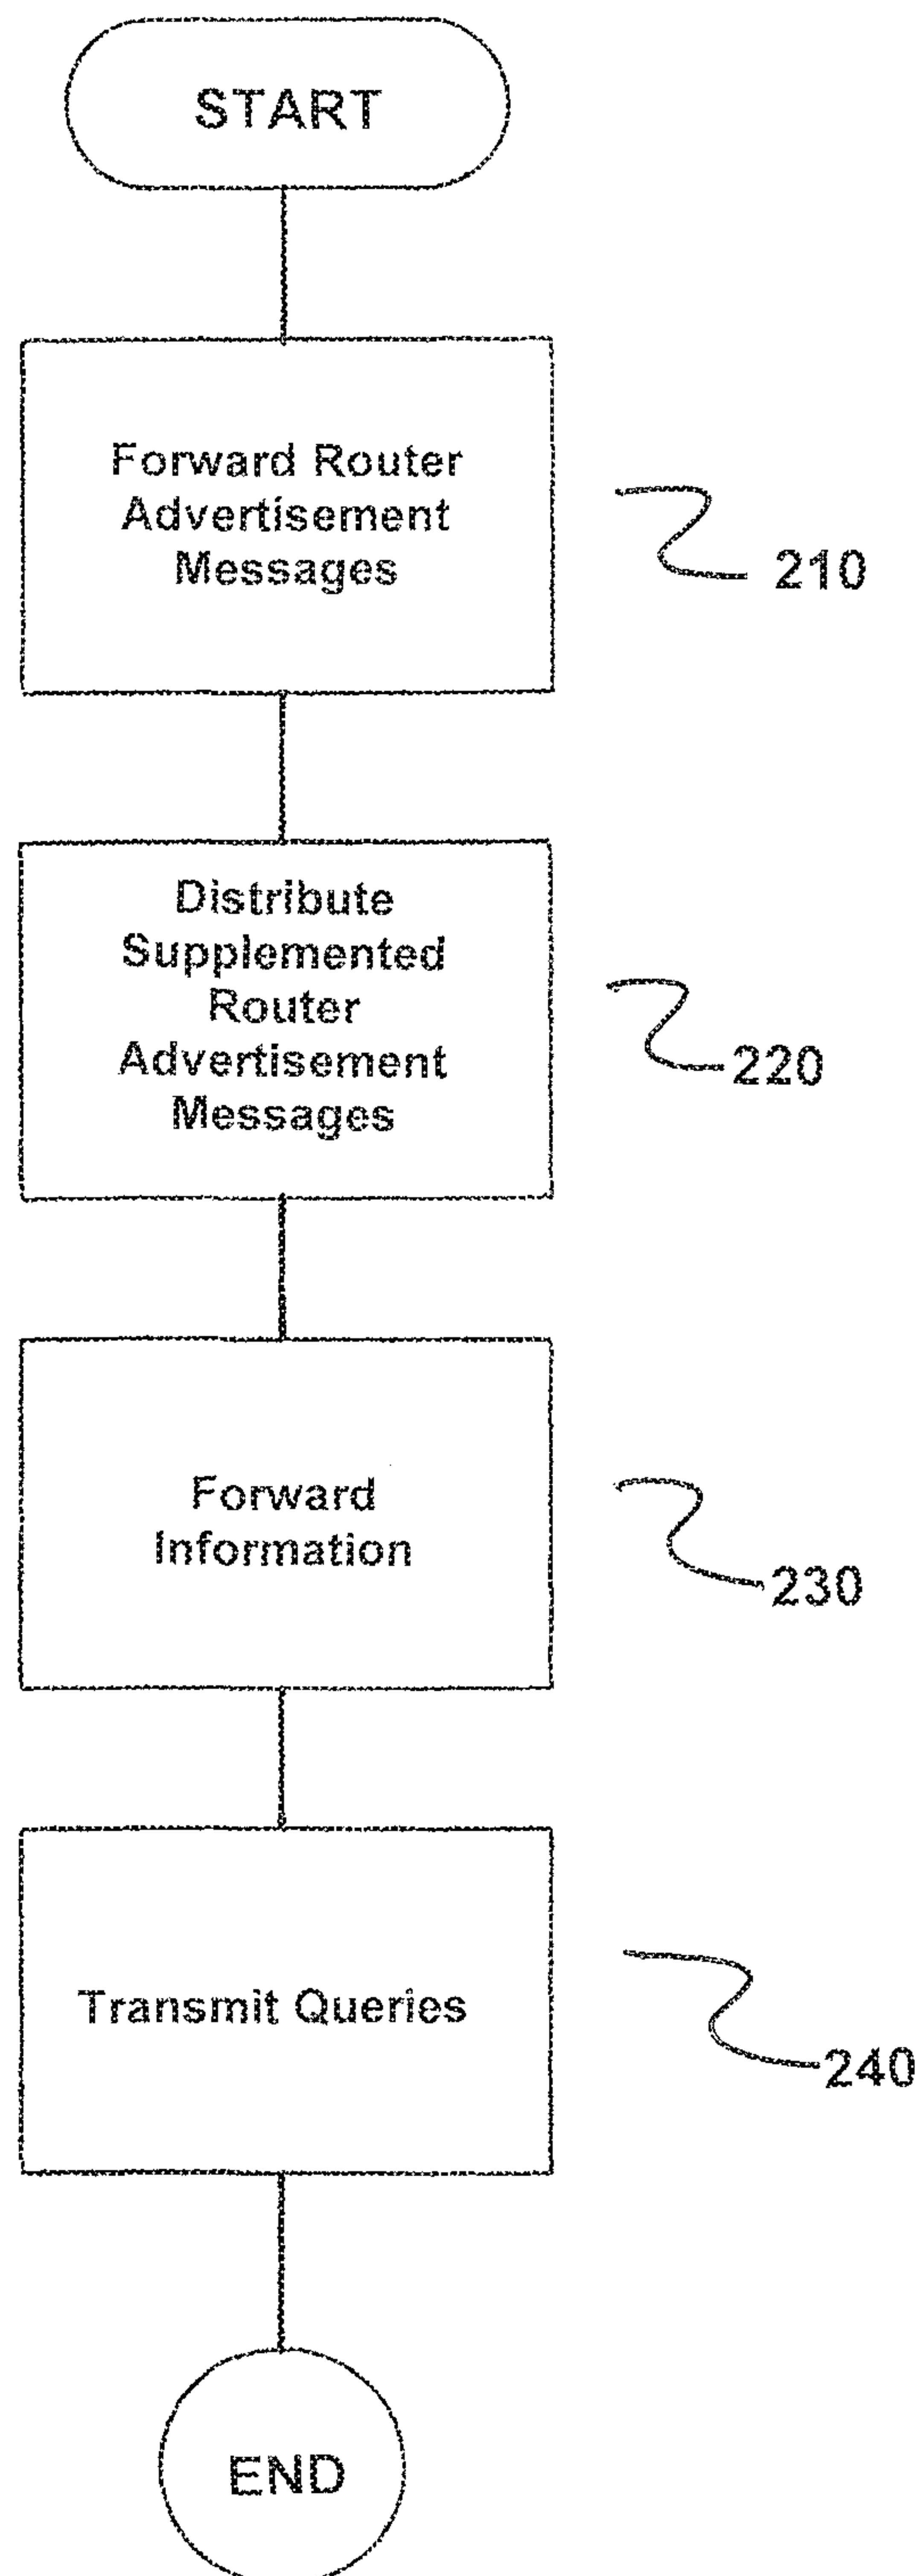 START
Forward Router
Advertisement
Messages
210
Distribute
Supplemented
Router
Advertisement
Messages
220
Forward
Information
230
Transmit Queries
240
END